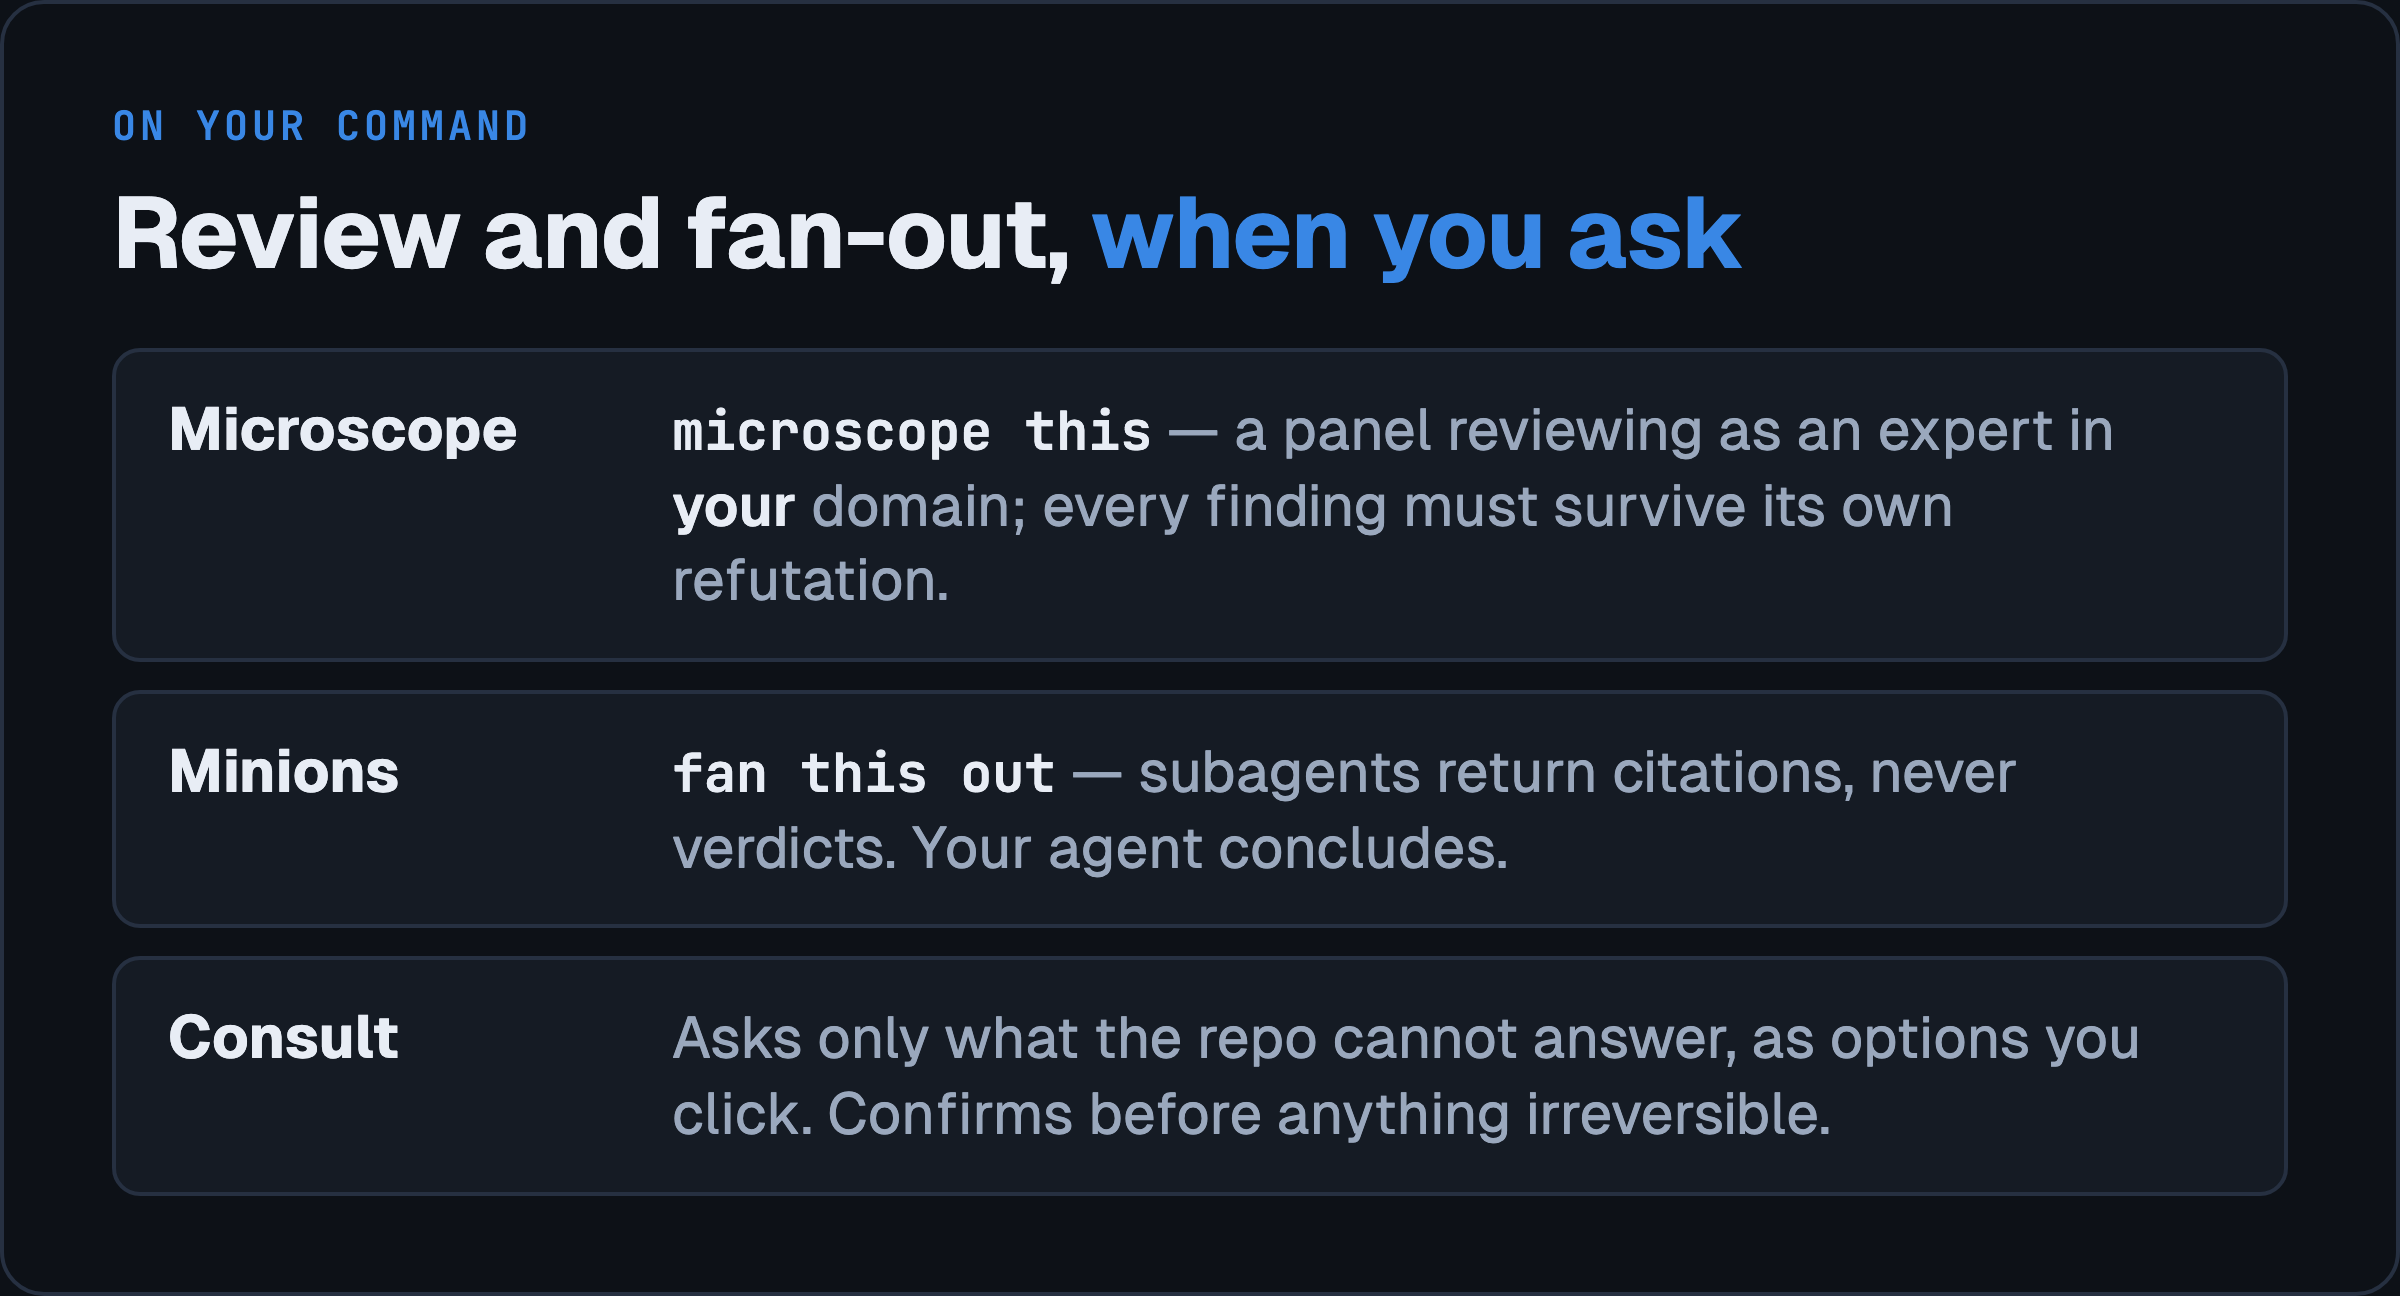 ON YOUR COMMAND
Review and fan-out, when you ask
Microscope
microscope this — a panel reviewing as an expert in
your domain; every finding must survive its own
refutation.
Minions
fan this out — subagents return citations, never
verdicts. Your agent concludes.
Consult
Asks only what the repo cannot answer, as options you
click. Confirms before anything irreversible.